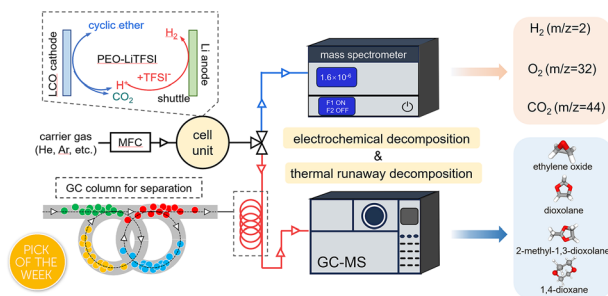 cyclic ether
H₂
LCO cathode
PEO-LiTFSI
Li anode
H⁺
+TFSI⁻
CO₂
shuttle
carrier gas
(He, Ar, etc.)
MFC
cell
unit
mass spectrometer
1.6×10⁻⁸
F1 ON
F2 OFF
electrochemical decomposition
&
thermal runaway decomposition
GC column for separation
GC-MS
PICK
OF THE
WEEK
H₂ (m/z=2)
O₂ (m/z=32)
CO₂ (m/z=44)
ethylene oxide
dioxolane
2-methyl-1,3-dioxolane
1,4-dioxane